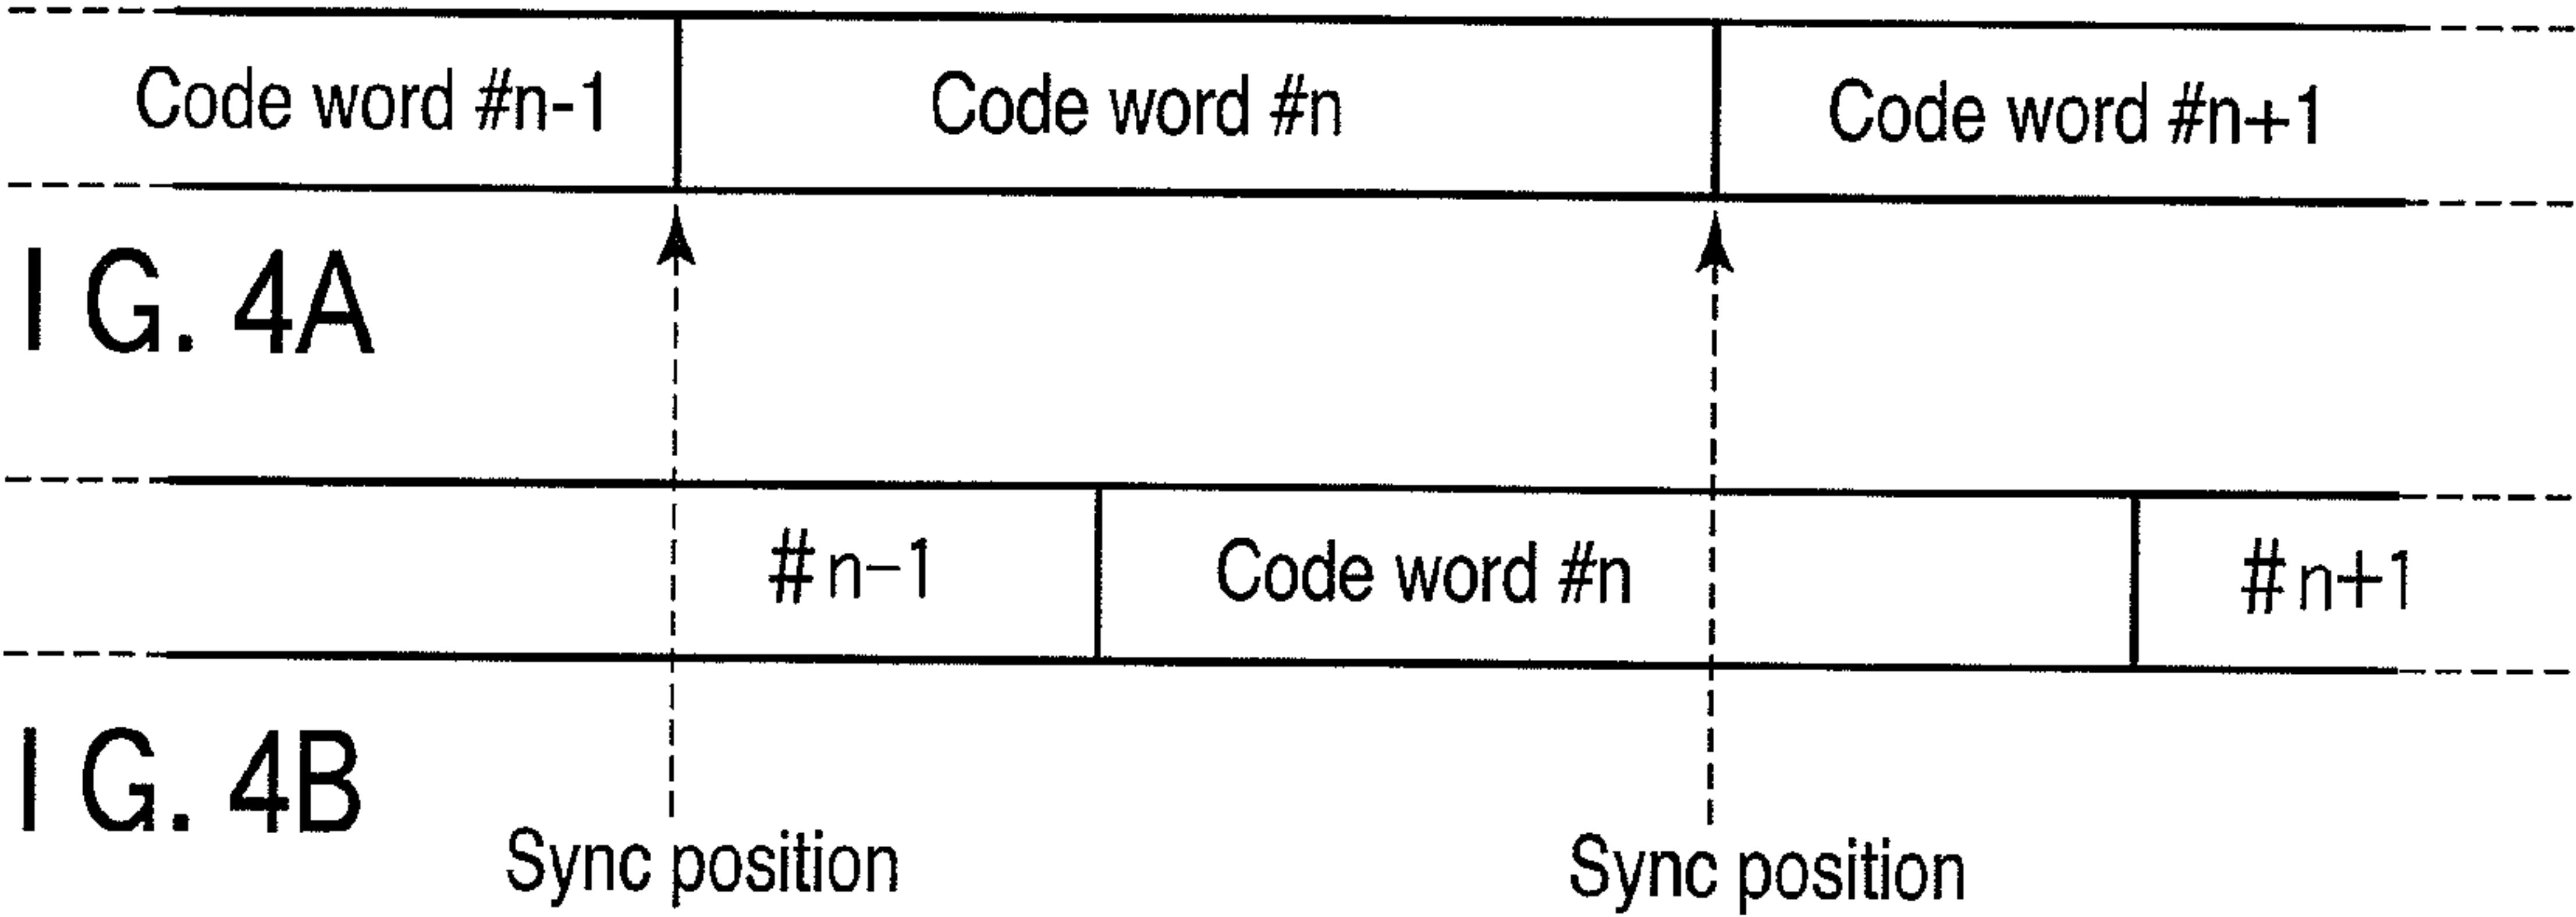 Code word #n-1 Code word #n Code word #n+1
I G. 4A
#n-1 Code word #n #n+1
I G. 4B
Sync position Sync position